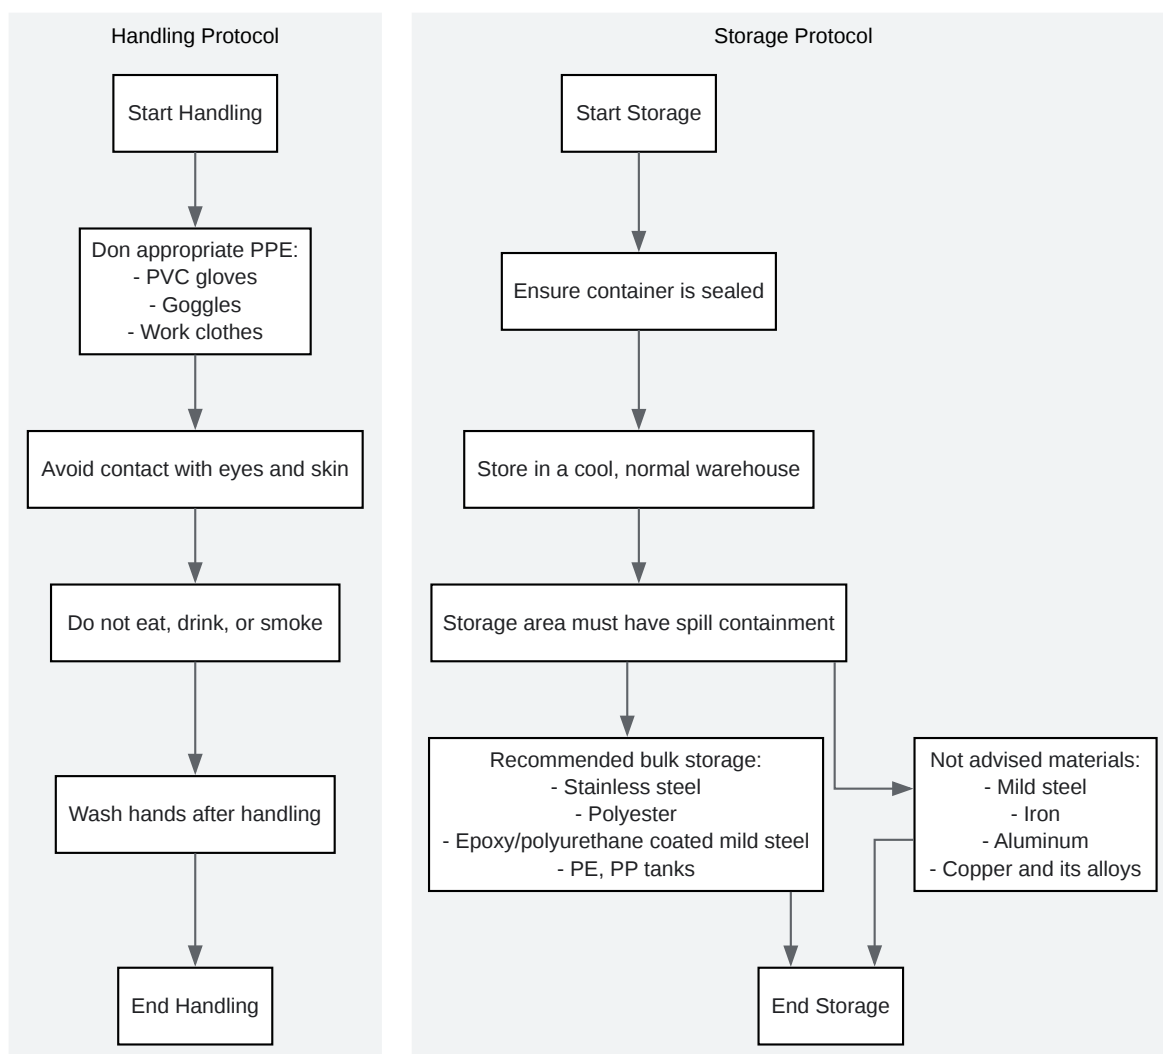 Handling Protocol
Start Handling
Don appropriate PPE:
- PVC gloves
- Goggles
- Work clothes
Avoid contact with eyes and skin
Do not eat, drink, or smoke
Wash hands after handling
End Handling
Storage Protocol
Start Storage
Ensure container is sealed
Store in a cool, normal warehouse
Storage area must have spill containment
Recommended bulk storage:
- Stainless steel
- Polyester
- Epoxy/polyurethane coated mild steel
- PE, PP tanks
Not advised materials:
- Mild steel
- Iron
- Aluminum
- Copper and its alloys
End Storage